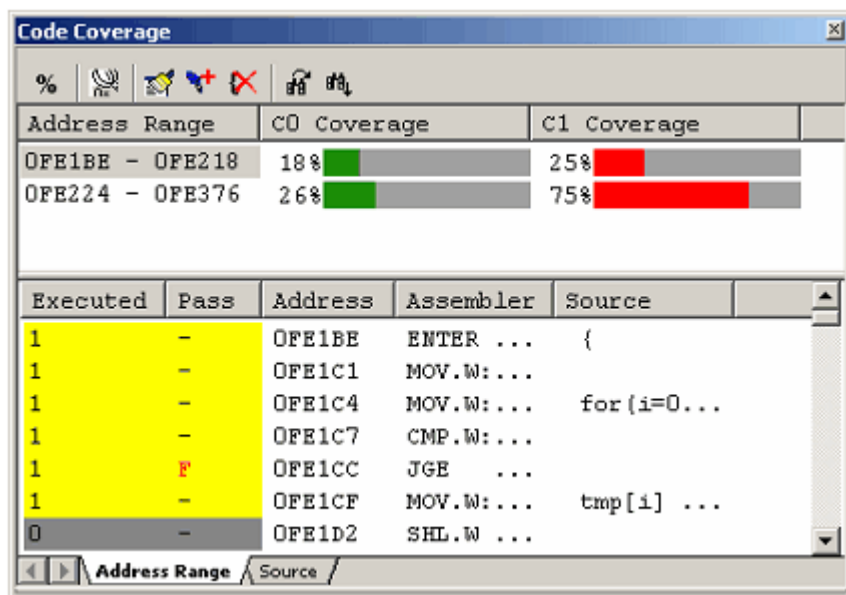 Code Coverage
%
Address Range C0 Coverage C1 Coverage
0FE1BE - 0FE218 18% 25%
0FE224 - 0FE376 26% 75%
Executed Pass Address Assembler Source
1 - 0FE1BE ENTER ... {
1 - 0FE1C1 MOV.W:...
1 - 0FE1C4 MOV.W:... for(i=0...
1 - 0FE1C7 CMP.W:...
1 F 0FE1CC JGE ...
1 - 0FE1CF MOV.W:... tmp[i] ...
0 - 0FE1D2 SHL.W ...
Address Range Source